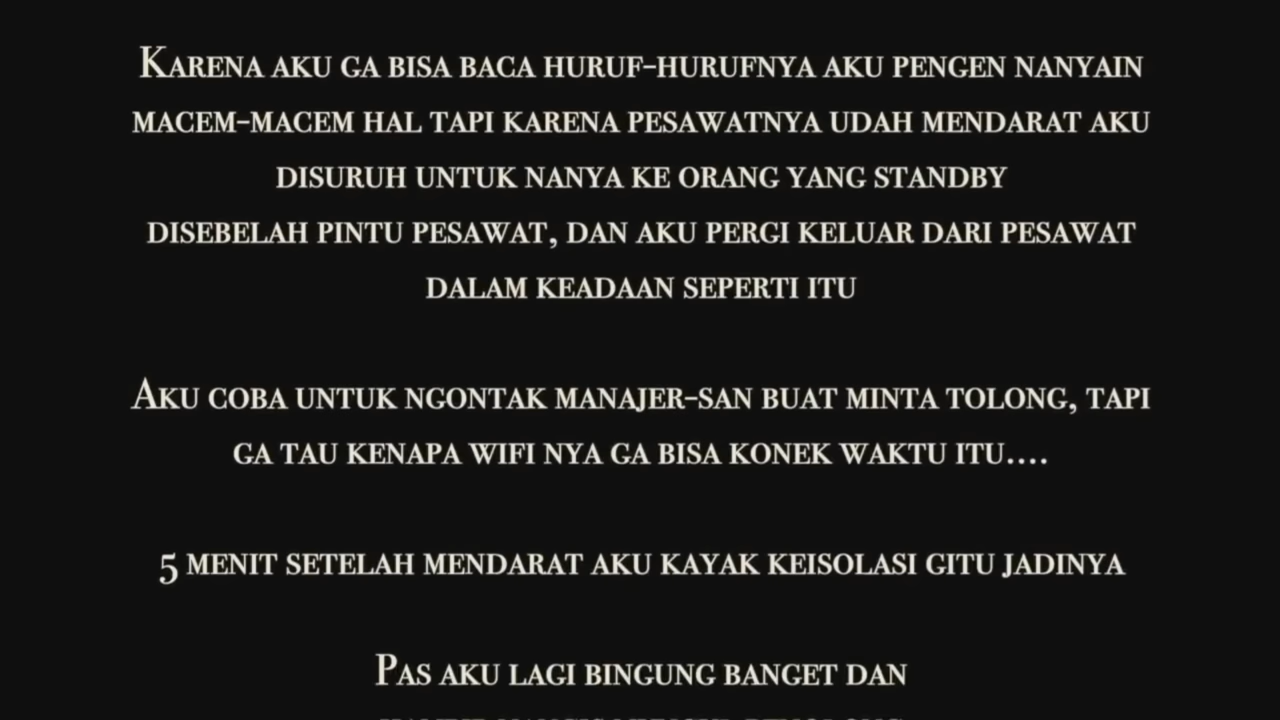 Karena aku ga bisa baca huruf-hurufnya aku pengen nanyain
macem-macem hal tapi karena pesawatnya udah mendarat aku
disuruh untuk nanya ke orang yang standby
disebelah pintu pesawat, dan aku pergi keluar dari pesawat
dalam keadaan seperti itu
Aku coba untuk ngontak manajer-san buat minta tolong, tapi
ga tau kenapa wifi nya ga bisa konek waktu itu....
5 menit setelah mendarat aku kayak keisolasi gitu jadinya
Pas aku lagi bingung banget dan